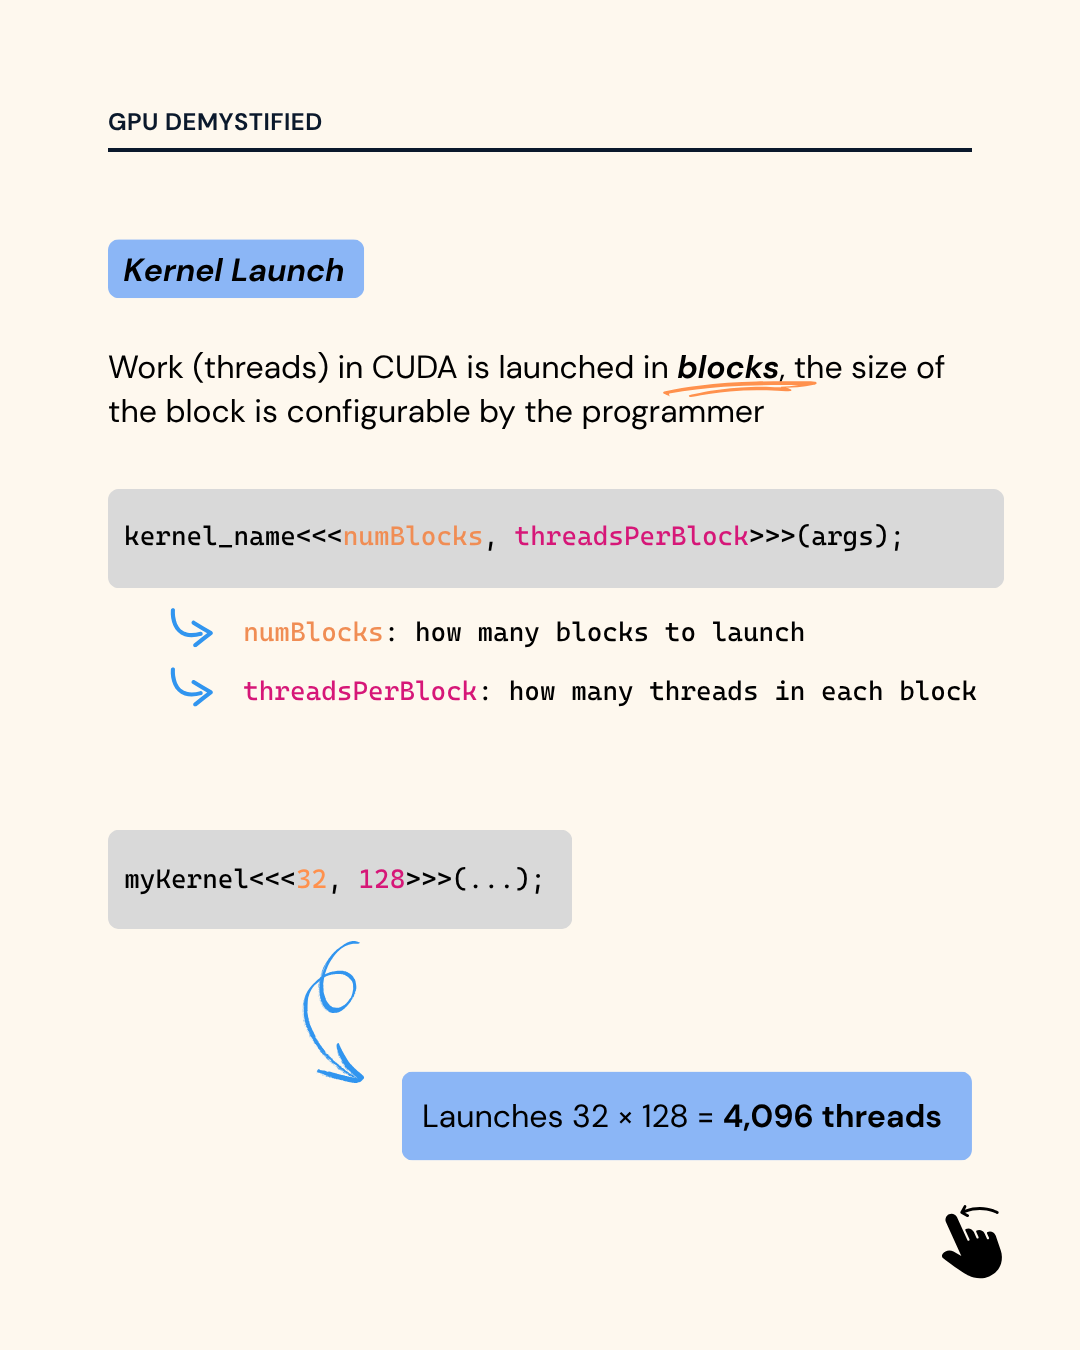 GPU DEMYSTIFIED
Kernel Launch
Work (threads) in CUDA is launched in blocks, the size of
the block is configurable by the programmer
kernel_name<<<numBlocks, threadsPerBlock>>>(args);
numBlocks: how many blocks to launch
threadsPerBlock: how many threads in each block
myKernel<<<32, 128>>>(...);
Launches 32 × 128 = 4,096 threads